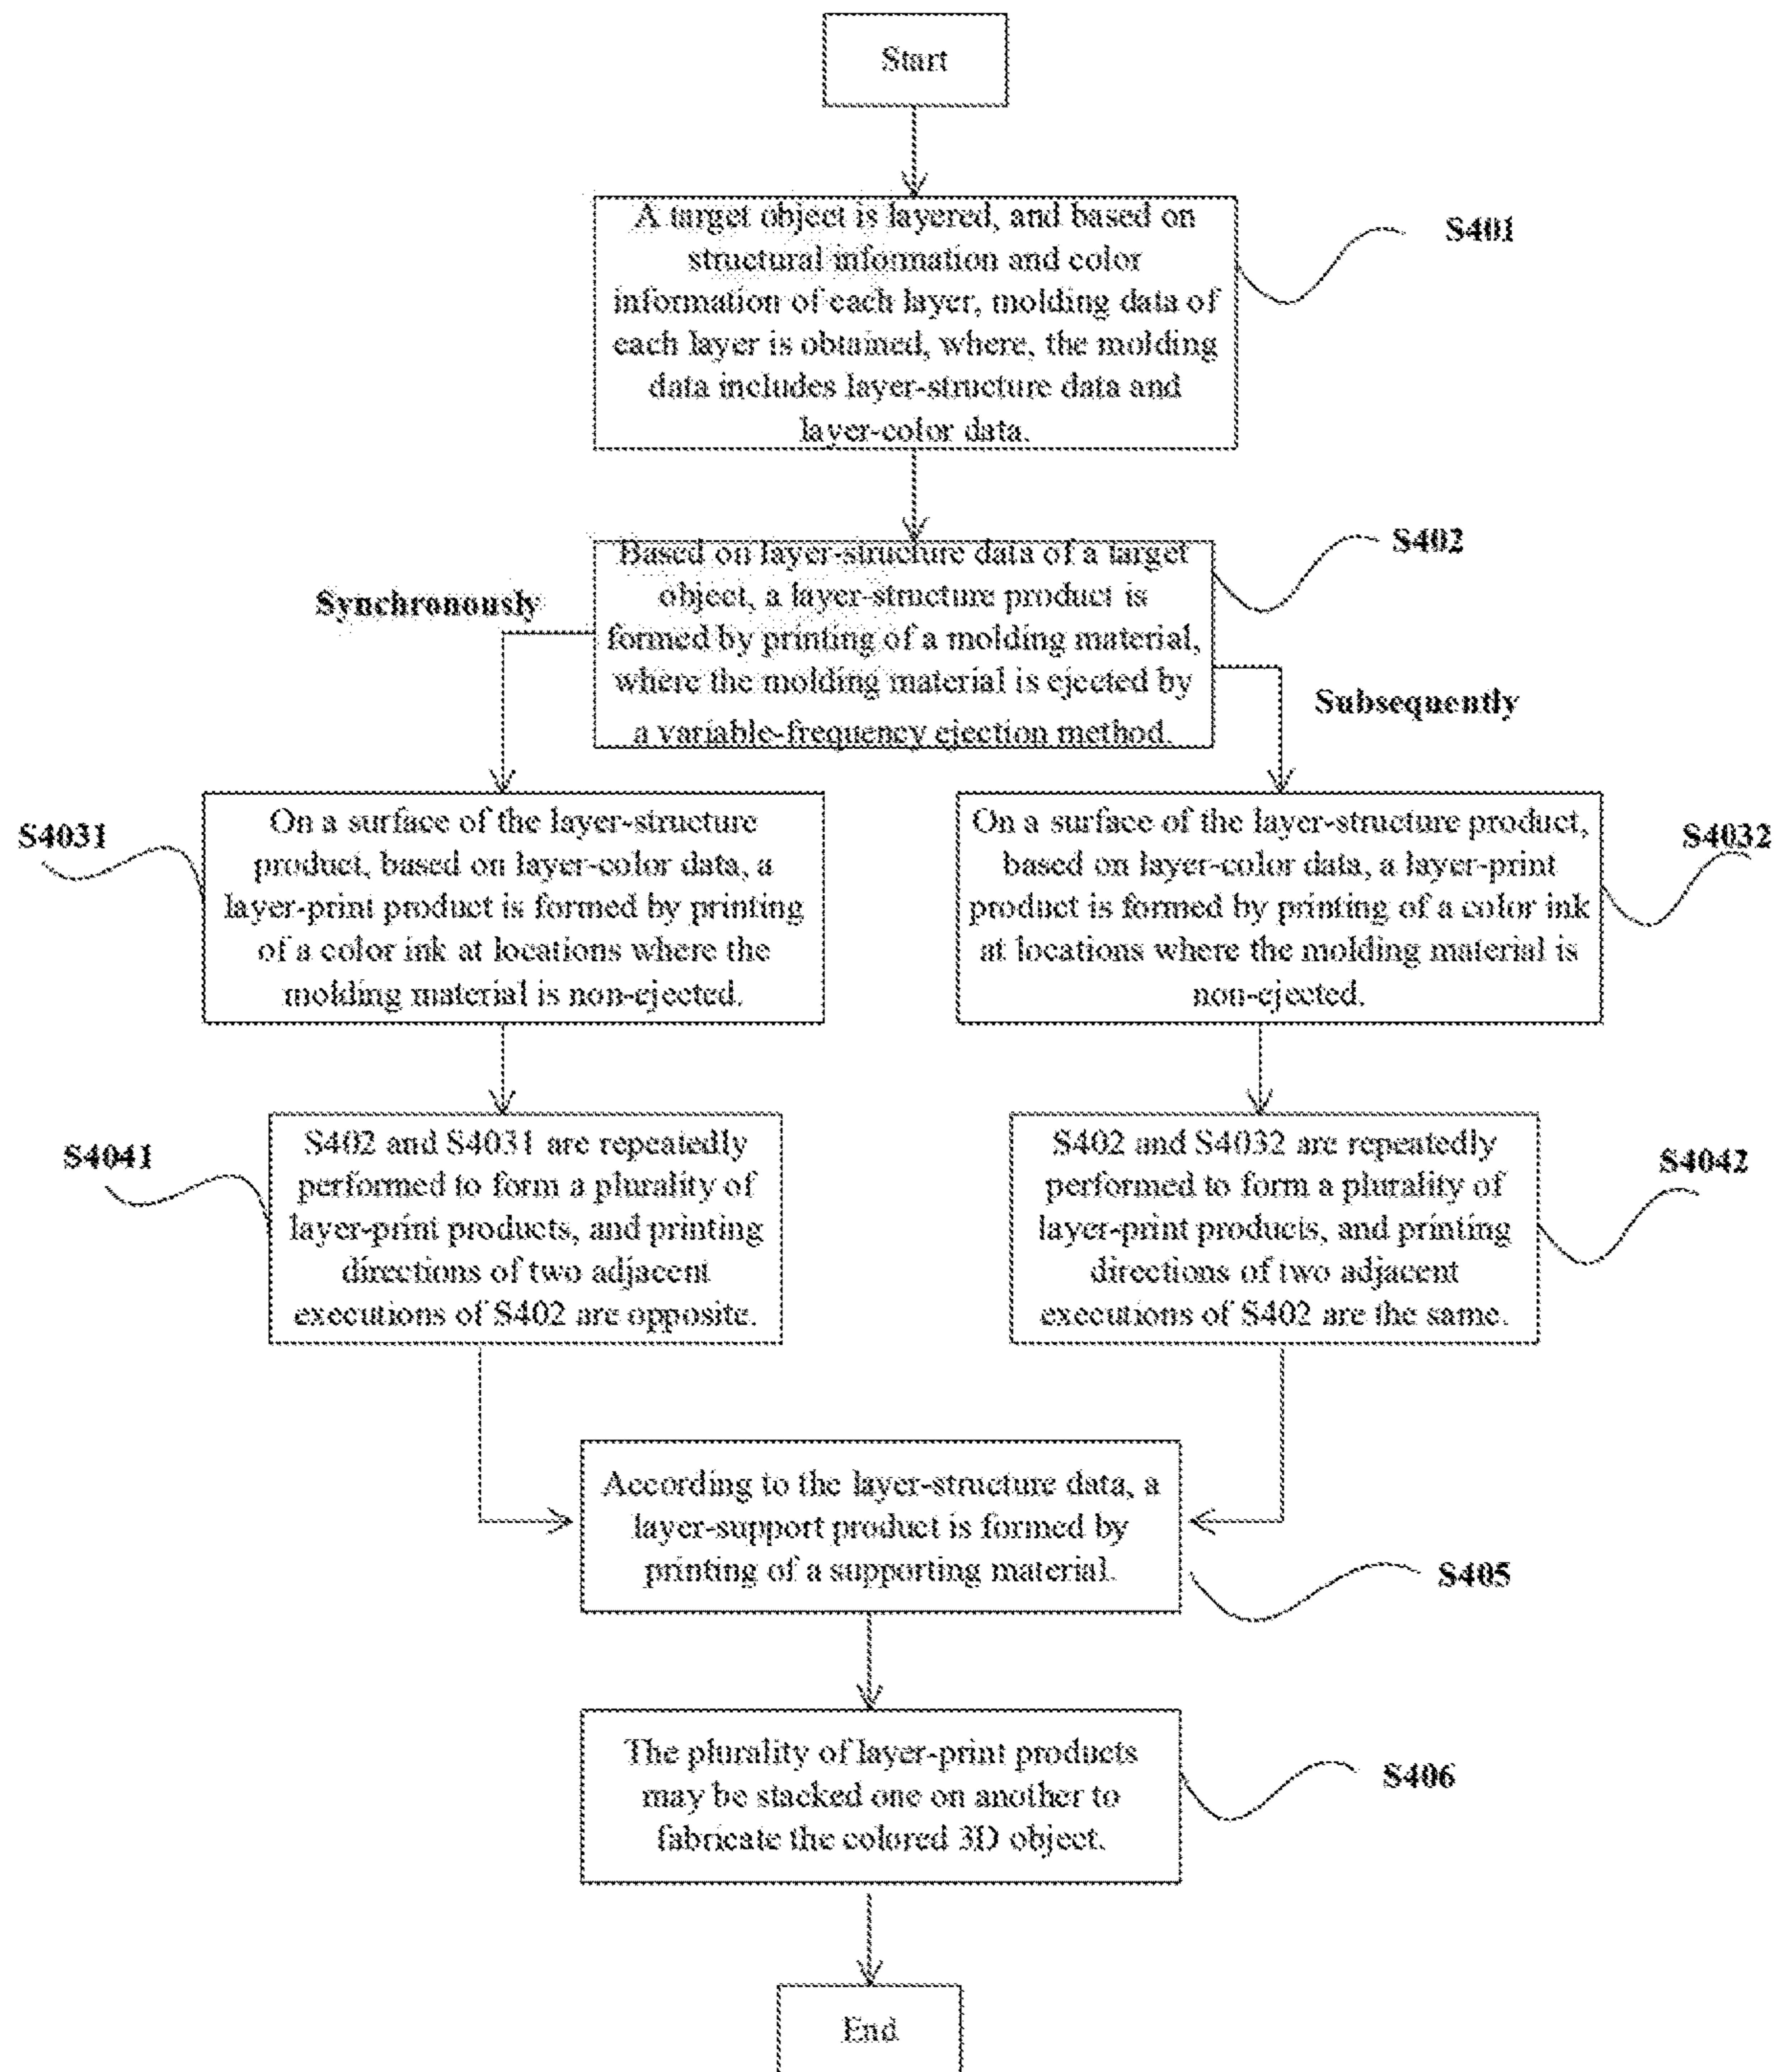 Start
A target object is layered, and based on
structural information and color
information of each layer, molding data of
each layer is obtained, where, the molding
data includes layer-structure data and
layer-color data.
S401
Based on layer-structure data of a target
object, a layer-structure product is
formed by printing of a molding material,
where the molding material is ejected by
a variable-frequency ejection method.
S402
Synchronously
Subsequently
S4031
On a surface of the layer-structure
product, based on layer-color data, a
layer-print product is formed by printing
of a color ink at locations where the
molding material is non-ejected.
On a surface of the layer-structure product,
based on layer-color data, a layer-print
product is formed by printing of a color ink
at locations where the molding material is
non-ejected.
S4032
S4041
S402 and S4031 are repeatedly
performed to form a plurality of
layer-print products, and printing
directions of two adjacent
executions of S402 are opposite.
S402 and S4032 are repeatedly
performed to form a plurality of
layer-print products, and printing
directions of two adjacent
executions of S402 are the same.
S4042
According to the layer-structure data, a
layer-support product is formed by
printing of a supporting material.
S405
The plurality of layer-print products
may be stacked one on another to
fabricate the colored 3D object.
S406
End